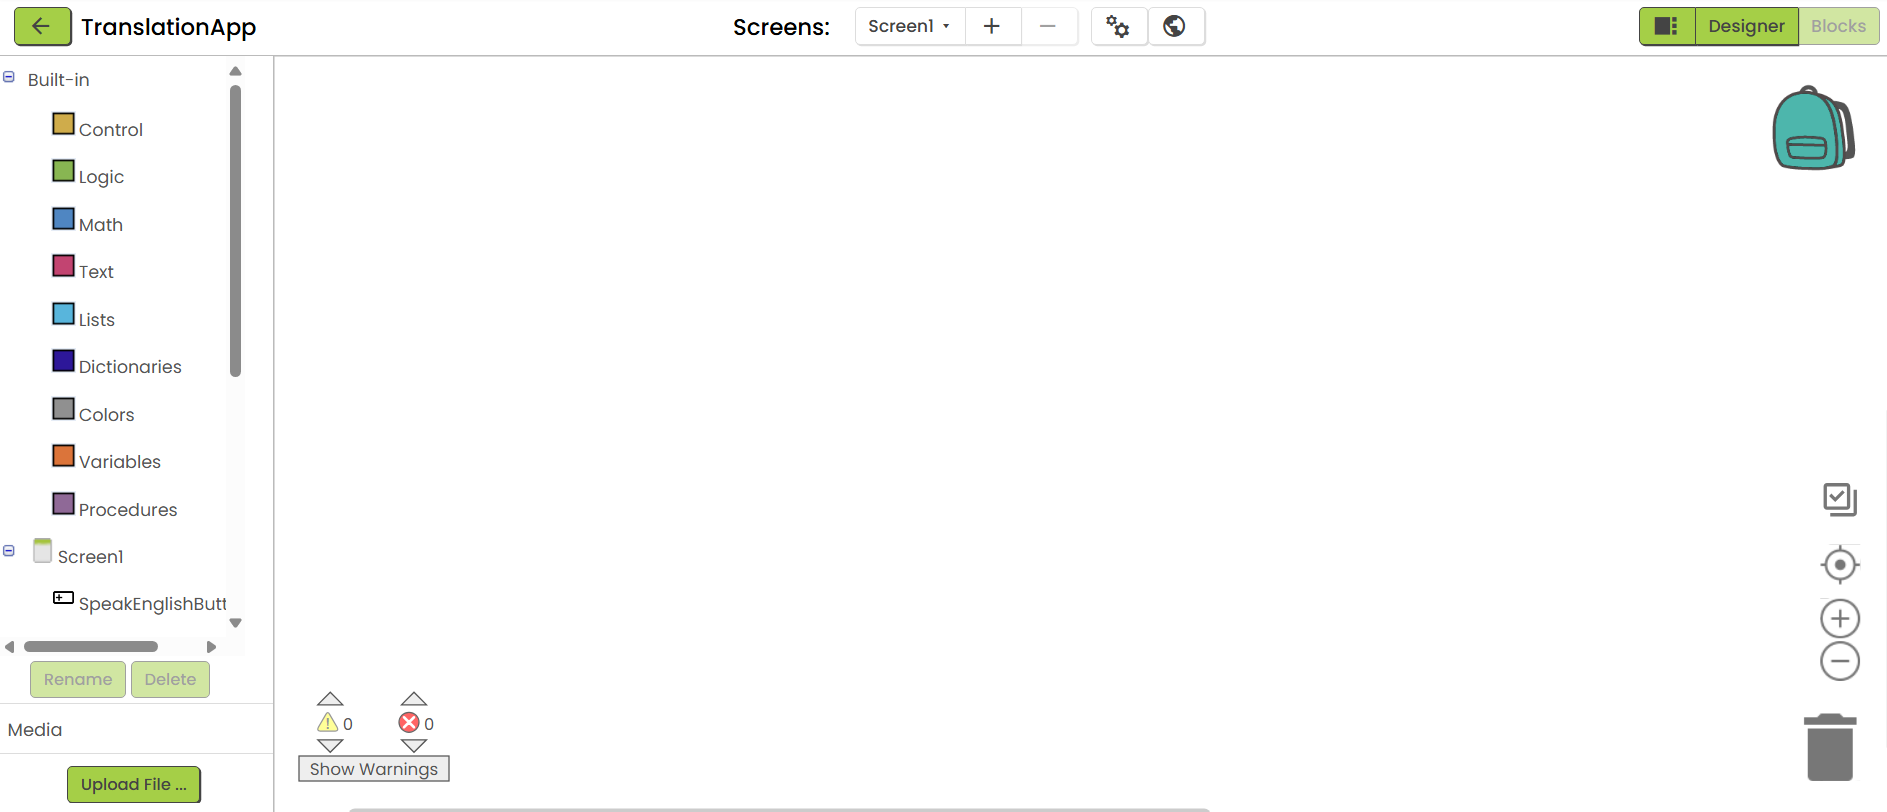 TranslationApp
Screens:
Screen1
Designer
Blocks
Built-in
Control
Logic
Math
Text
Lists
Dictionaries
Colors
Variables
Procedures
Screen1
SpeakEnglishButt
Rename
Delete
Media
Upload File ...
0
0
Show Warnings